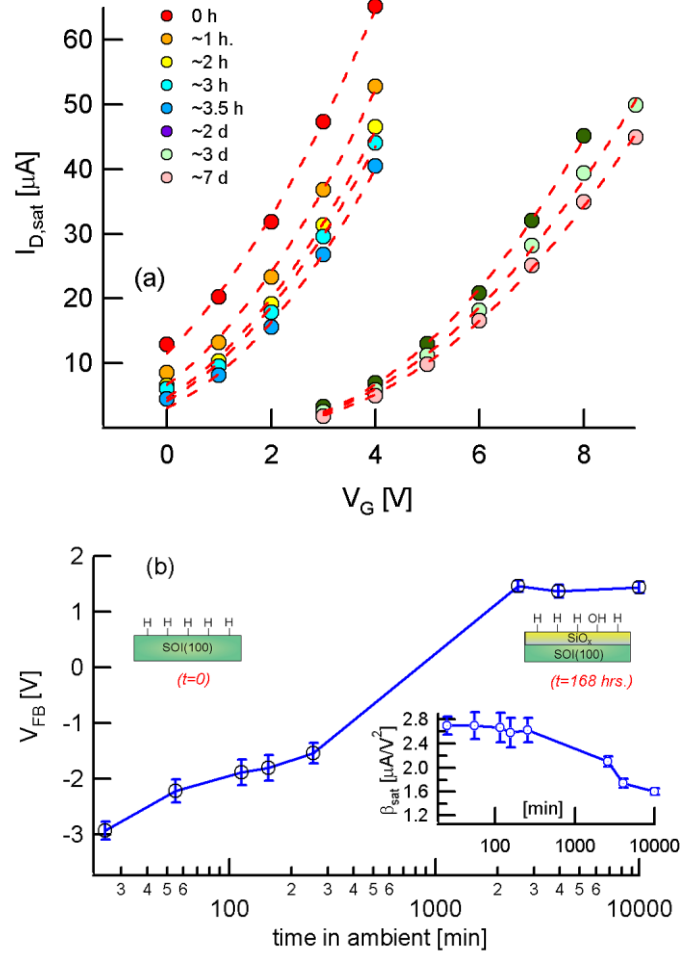 60
50
40
30
20
10
I_D,sat [μA]
0 h
~1 h.
~2 h
~3 h
~3.5 h
~2 d
~3 d
~7 d
(a)
0 2 4 6 8
V_G [V]
2
1
0
-1
-2
-3
V_FB [V]
(b)
H H H H H
SOI(100)
(t=0)
H H H OH H
SiO_x
SOI(100)
(t=168 hrs.)
2.8
2.4
2.0
1.6
1.2
β_sat [μA/V²]
[min]
100 1000 10000
3 4 5 6 2 3 4 5 6 2 3 4 5 6
100 1000 10000
time in ambient [min]